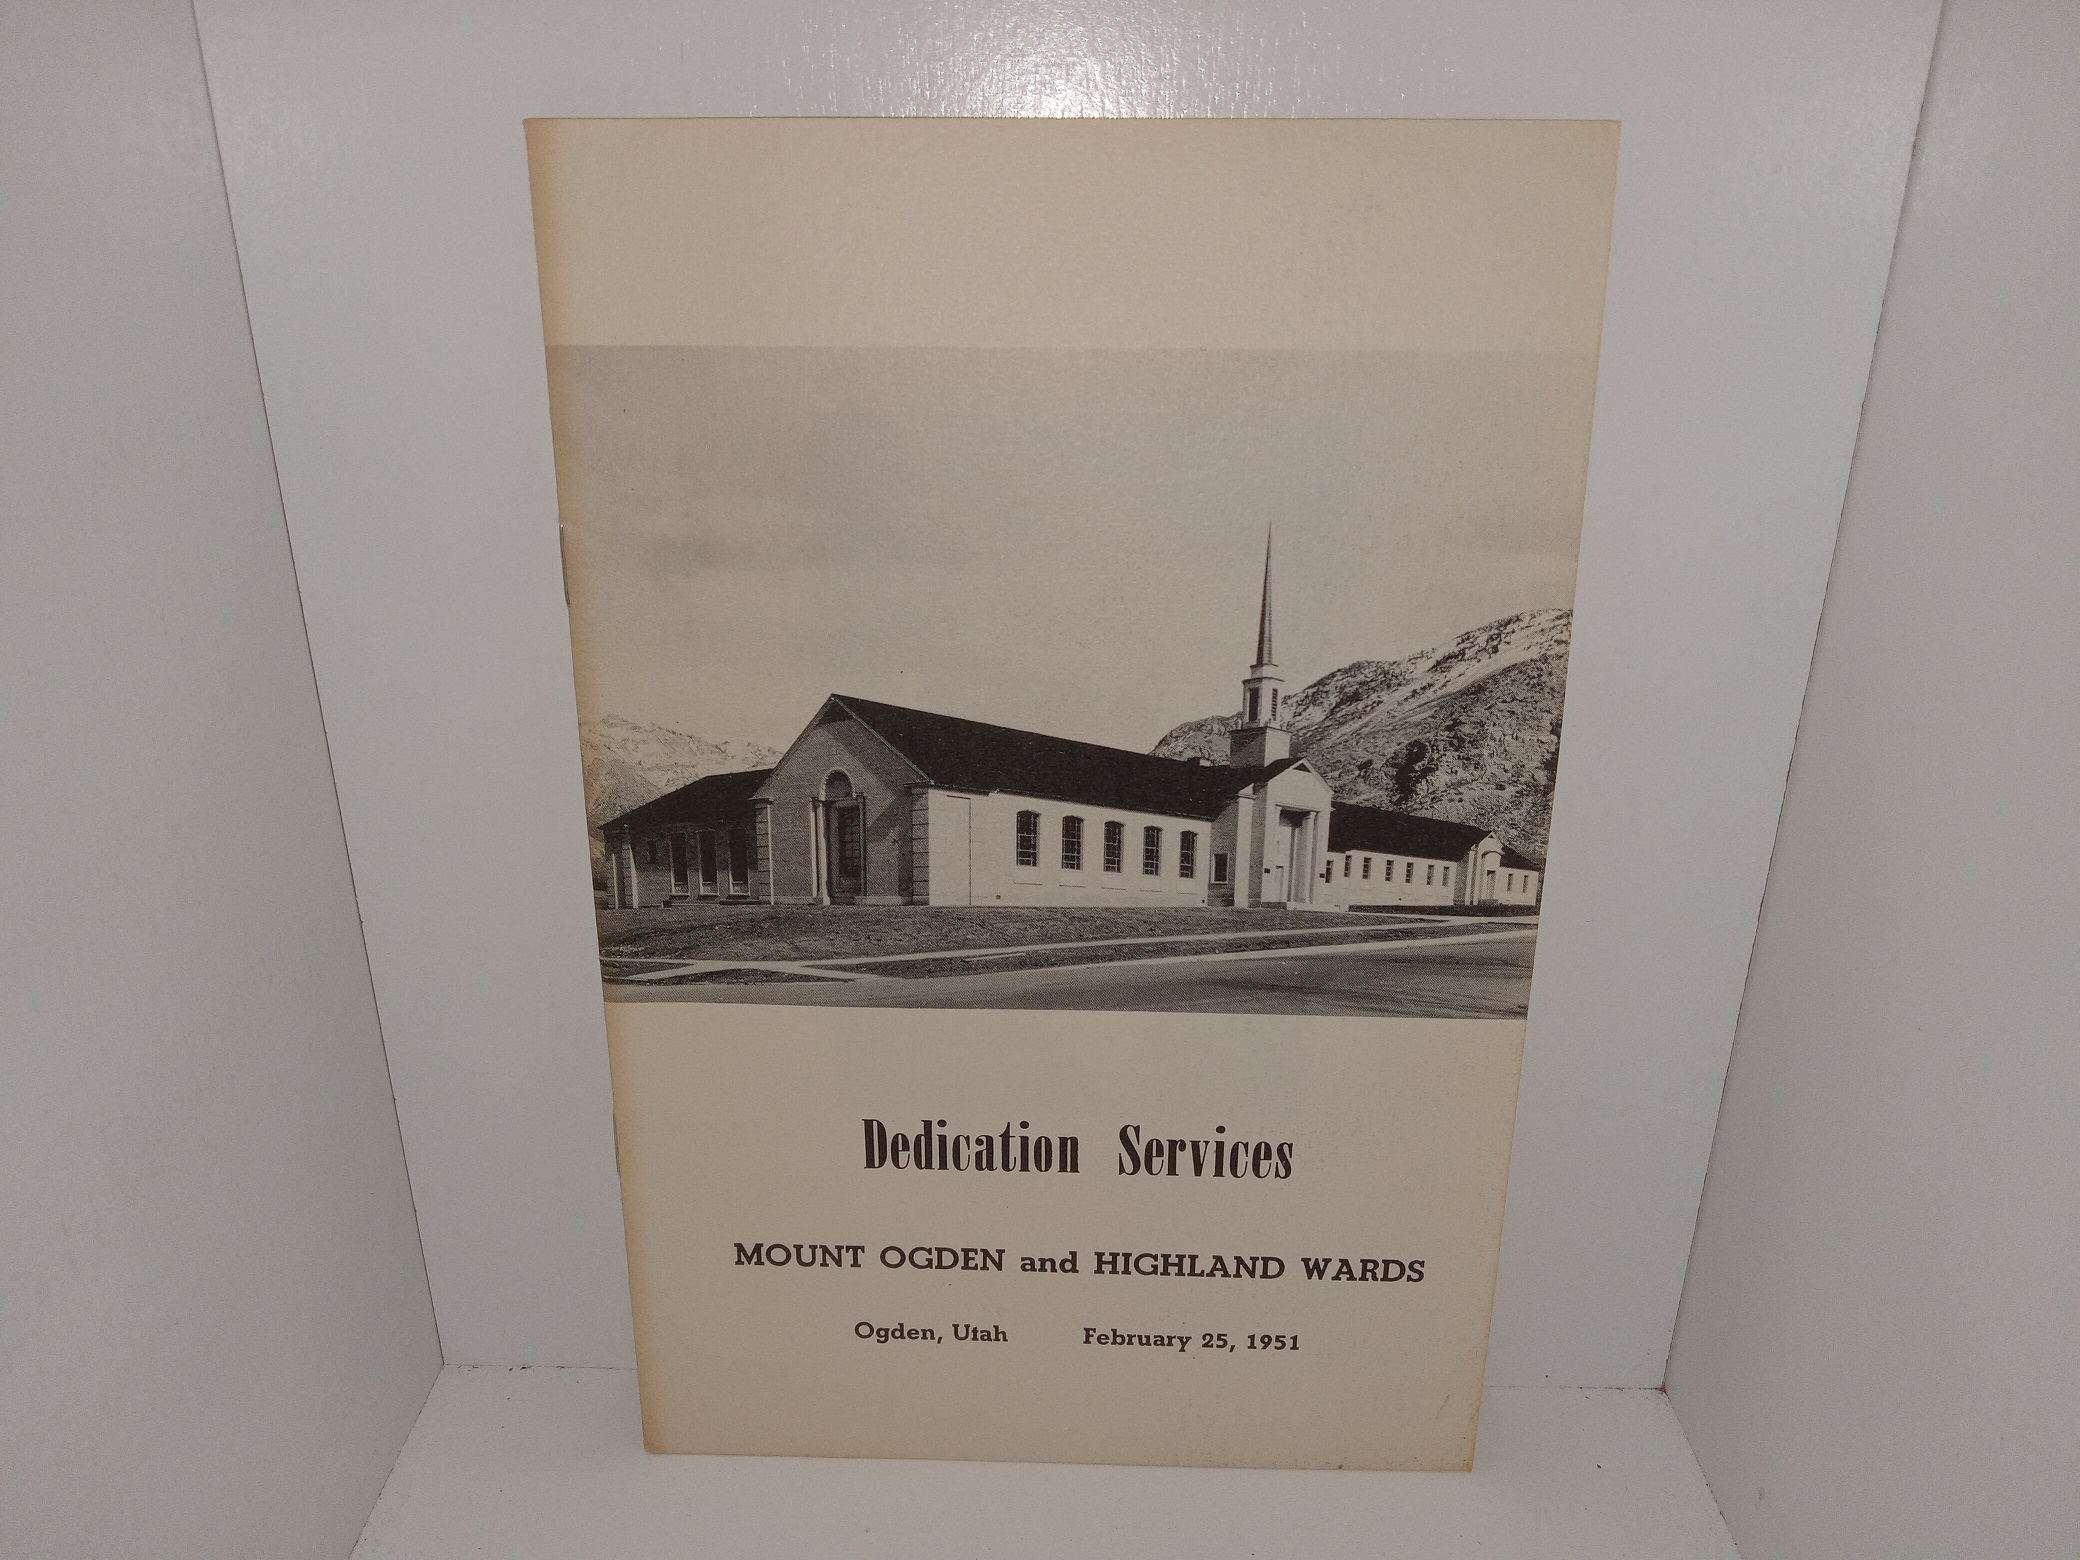 Dedication Services
MOUNT OGDEN and HIGHLAND WARDS
Ogden, Utah February 25, 1951